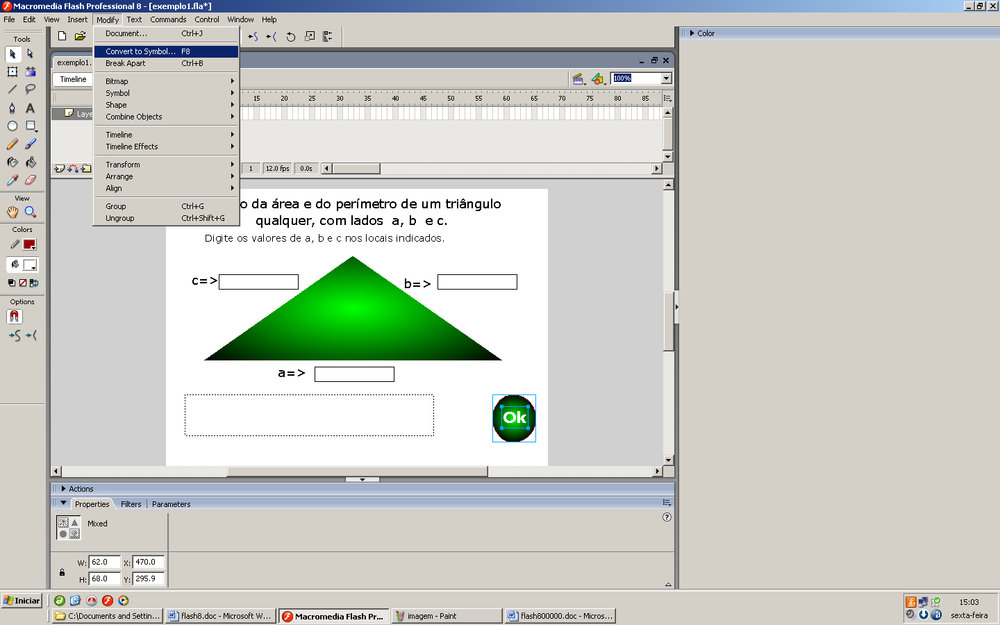 Macromedia Flash Professional 8 - [exemplo1.fla*]
File Edit View Insert Modify Text Commands Control Window Help
Tools
Document... Ctrl+J
Convert to Symbol... F8
Break Apart Ctrl+B
Bitmap
Symbol
Shape
Combine Objects
Timeline
Timeline Effects
Transform
Arrange
Align
Group Ctrl+G
Ungroup Ctrl+Shift+G
exemplo1.
Timeline
100%
15 20 25 30 35 40 45 50 55 60 65 70 75 80 85
Laye
1 12.0 fps 0.0s
View
Colors
Options
o da área e do perímetro de um triângulo
qualquer, com lados a, b e c.
Digite os valores de a, b e c nos locais indicados.
c=>
b=>
a=>
Ok
Color
Actions
Properties Filters Parameters
Mixed
W: 62.0 X: 470.0
H: 68.0 Y: 295.9
Iniciar
C:\Documents and Settin... flash8.doc - Microsoft W... Macromedia Flash Pr... imagem - Paint flash800000.doc - Micros...
15:03
sexta-feira